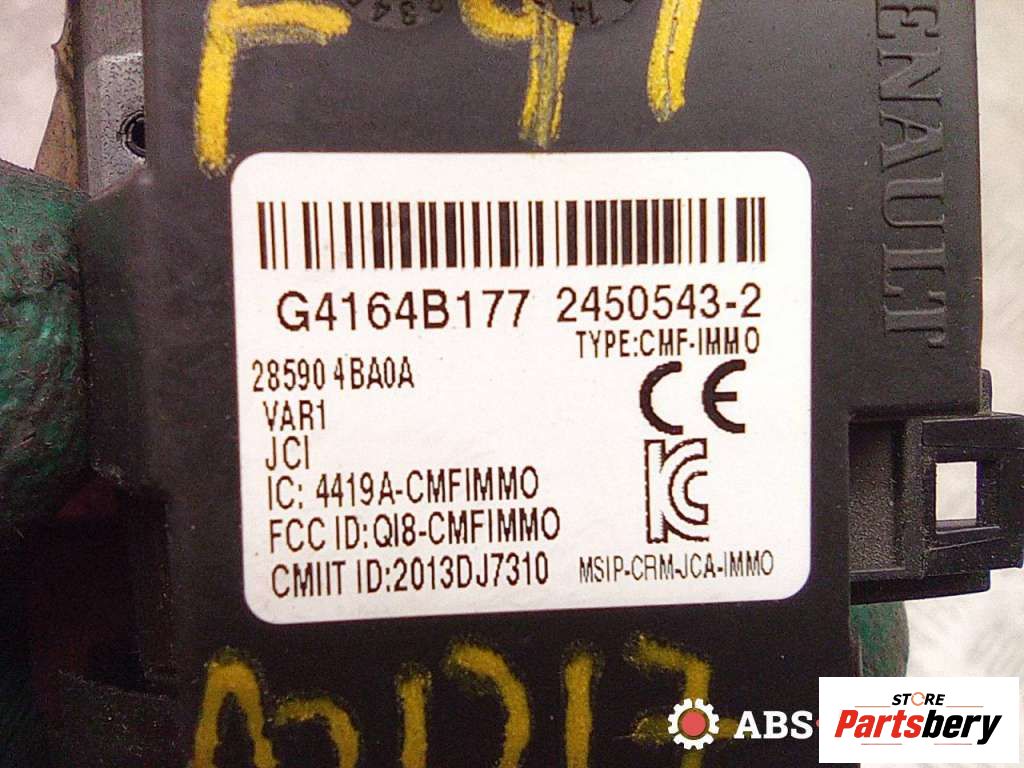 RENAULT
G4164B177 2450543-2
TYPE:CMF-IMMO
28590 4BA0A
VAR1
JCI
IC: 4419A-CMFIMMO
FCC ID:QI8-CMFIMMO
CMIIT ID:2013DJ7310
MSIP-CRM-JCA-IMMO
ABS-
STORE
Partsbery